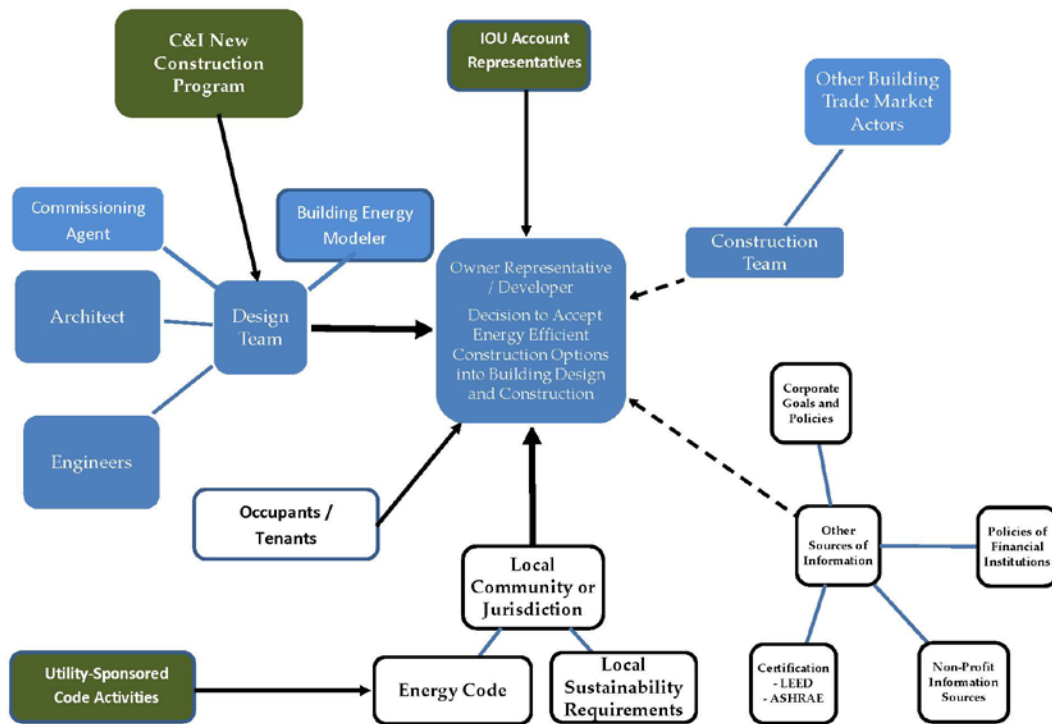 C&I New
Construction
Program
IOU Account
Representatives
Other Building
Trade Market
Actors
Commissioning
Agent
Building Energy
Modeler
Construction
Team
Owner Representative
/ Developer
Decision to Accept
Energy Efficient
Construction Options
into Building Design
and Construction
Architect
Design
Team
Engineers
Corporate
Goals and
Policies
Occupants /
Tenants
Other
Sources of
Information
Policies of
Financial
Institutions
Local
Community or
Jurisdiction
Utility-Sponsored
Code Activities
Energy Code
Local
Sustainability
Requirements
Certification
- LEED
- ASHRAE
Non-Profit
Information
Sources